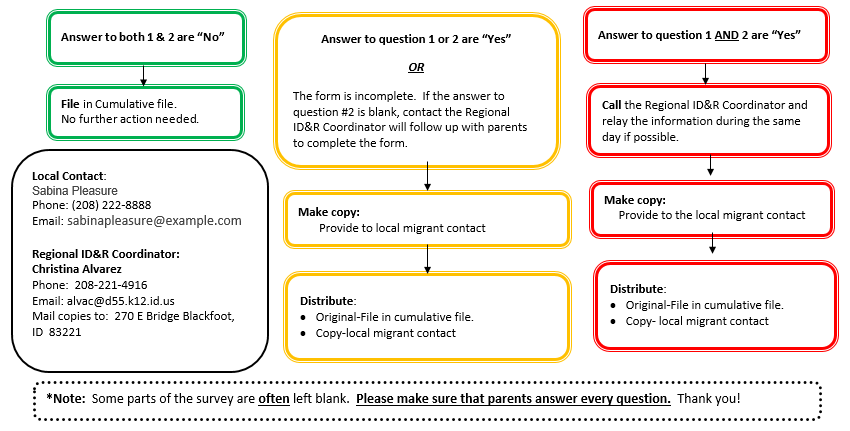 Answer to both 1 & 2 are “No”
File in Cumulative file.
No further action needed.
Local Contact:
Sabina Pleasure
Phone: (208) 222-8888
Email: sabinapleasure@example.com
Regional ID&R Coordinator:
Christina Alvarez
Phone:  208-221-4916
Email: alvac@d55.k12.id.us
Mail copies to:  270 E Bridge Blackfoot,
ID  83221
Answer to question 1 or 2 are “Yes”
OR
The form is incomplete.  If the answer to
question #2 is blank, contact the Regional
ID&R Coordinator will follow up with parents
to complete the form.
Make copy:
Provide to local migrant contact
Distribute:
• Original-File in cumulative file.
• Copy-local migrant contact
Answer to question 1 AND 2 are “Yes”
Call the Regional ID&R Coordinator and
relay the information during the same
day if possible.
Make copy:
Provide to the local migrant contact
Distribute:
• Original-File in cumulative file.
• Copy- local migrant contact
*Note:  Some parts of the survey are often left blank.  Please make sure that parents answer every question.  Thank you!